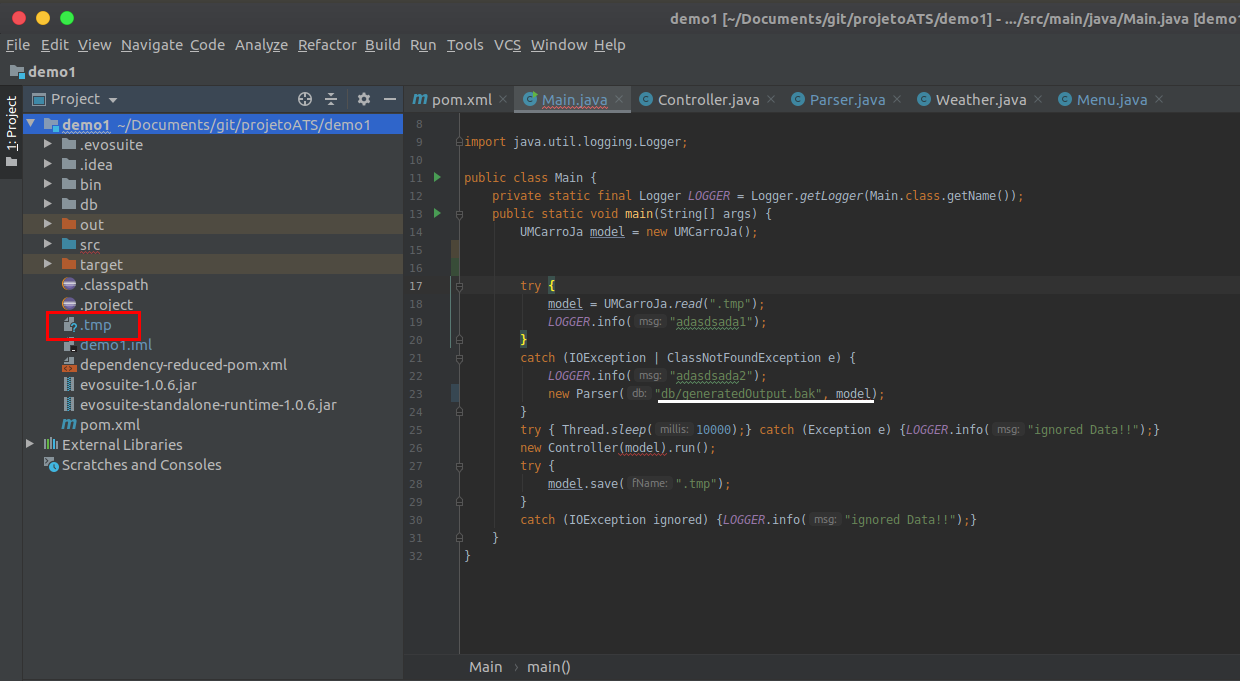 demo1 [~/Documents/git/projetoATS/demo1] - .../src/main/java/Main.java [demo1
File Edit View Navigate Code Analyze Refactor Build Run Tools VCS Window Help
demo1
1: Project
Project
demo1 ~/Documents/git/projetoATS/demo1
.evosuite
.idea
bin
db
out
src
target
.classpath
.project
.tmp
demo1.iml
dependency-reduced-pom.xml
evosuite-1.0.6.jar
evosuite-standalone-runtime-1.0.6.jar
pom.xml
External Libraries
Scratches and Consoles
pom.xml Main.java Controller.java Parser.java Weather.java Menu.java
8
9 import java.util.logging.Logger;
10
11 public class Main {
12 private static final Logger LOGGER = Logger.getLogger(Main.class.getName());
13 public static void main(String[] args) {
14 UMCarroJa model = new UMCarroJa();
15
16
17 try {
18 model = UMCarroJa.read(".tmp");
19 LOGGER.info( msg: "adasdsada1");
20 }
21 catch (IOException | ClassNotFoundException e) {
22 LOGGER.info( msg: "adasdsada2");
23 new Parser( db: "db/generatedOutput.bak", model);
24 }
25 try { Thread.sleep( millis: 10000);} catch (Exception e) {LOGGER.info( msg: "ignored Data!!");}
26 new Controller(model).run();
27 try {
28 model.save( fName: ".tmp");
29 }
30 catch (IOException ignored) {LOGGER.info( msg: "ignored Data!!");}
31 }
32 }
Main › main()